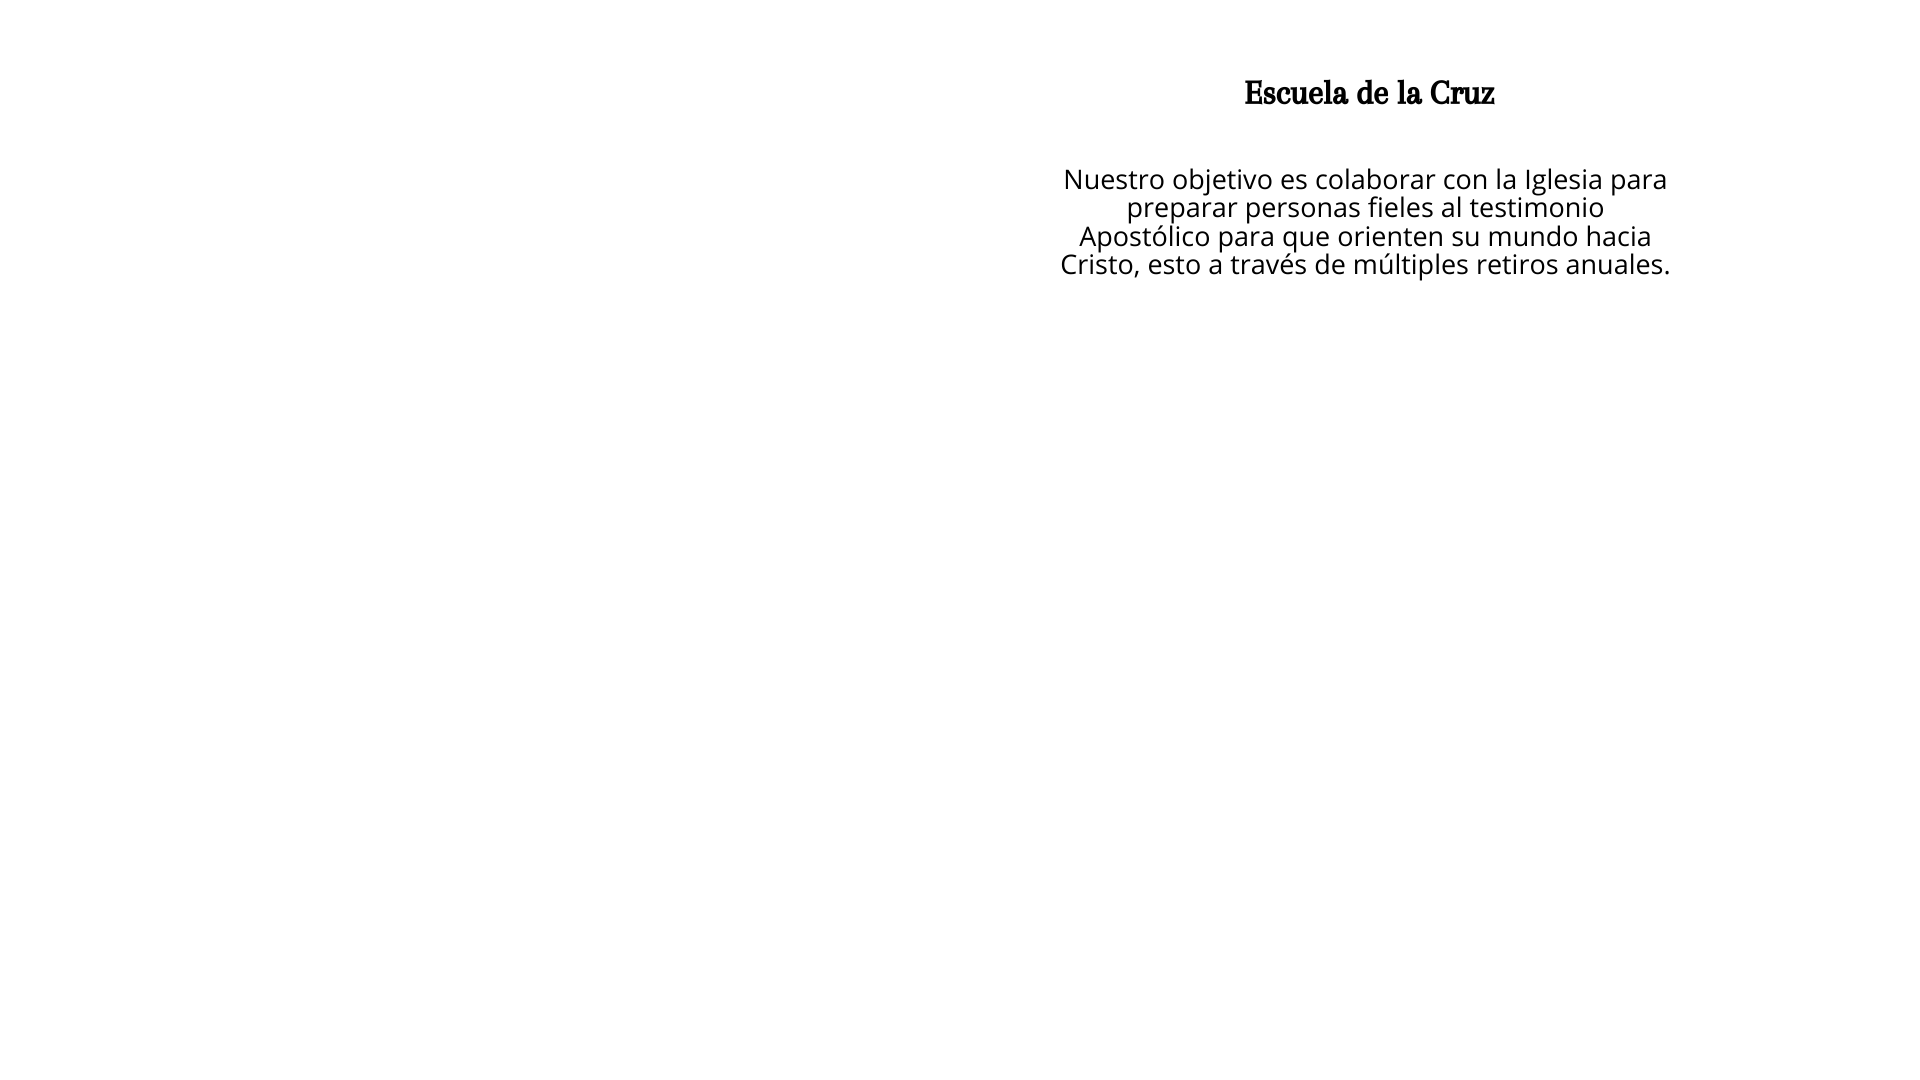 Escuela de la Cruz
Nuestro objetivo es colaborar con la Iglesia para
preparar personas fieles al testimonio
Apostólico para que orienten su mundo hacia
Cristo, esto a través de múltiples retiros anuales.